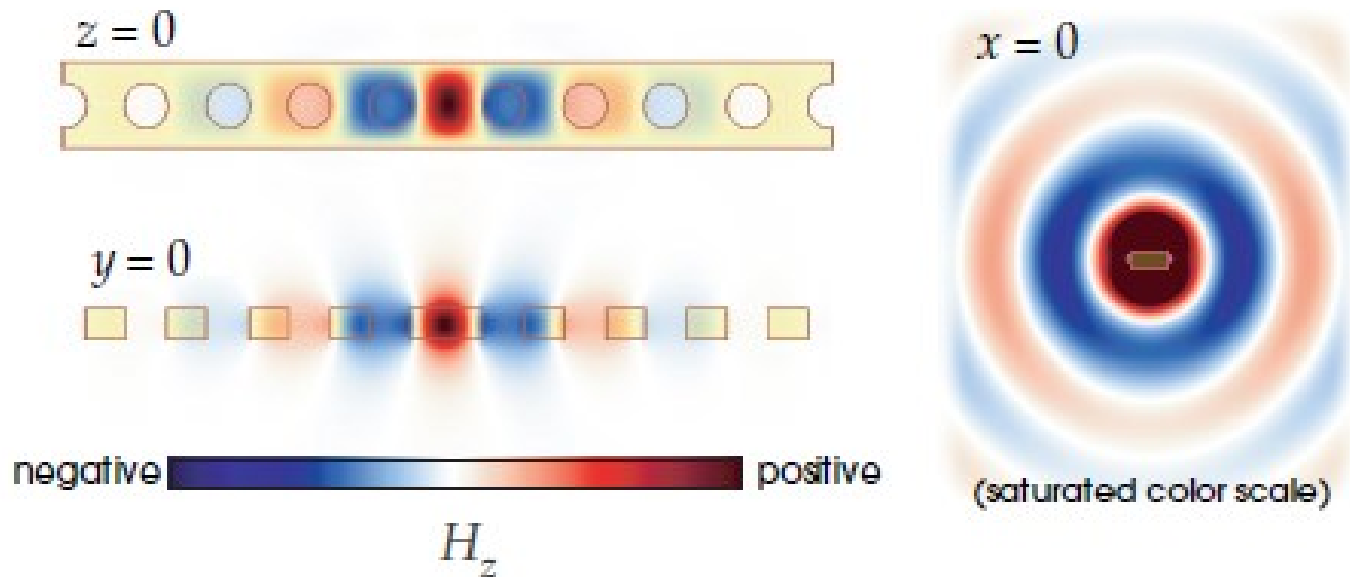 z = 0
x = 0
y = 0
negative
positive
(saturated color scale)
H_z